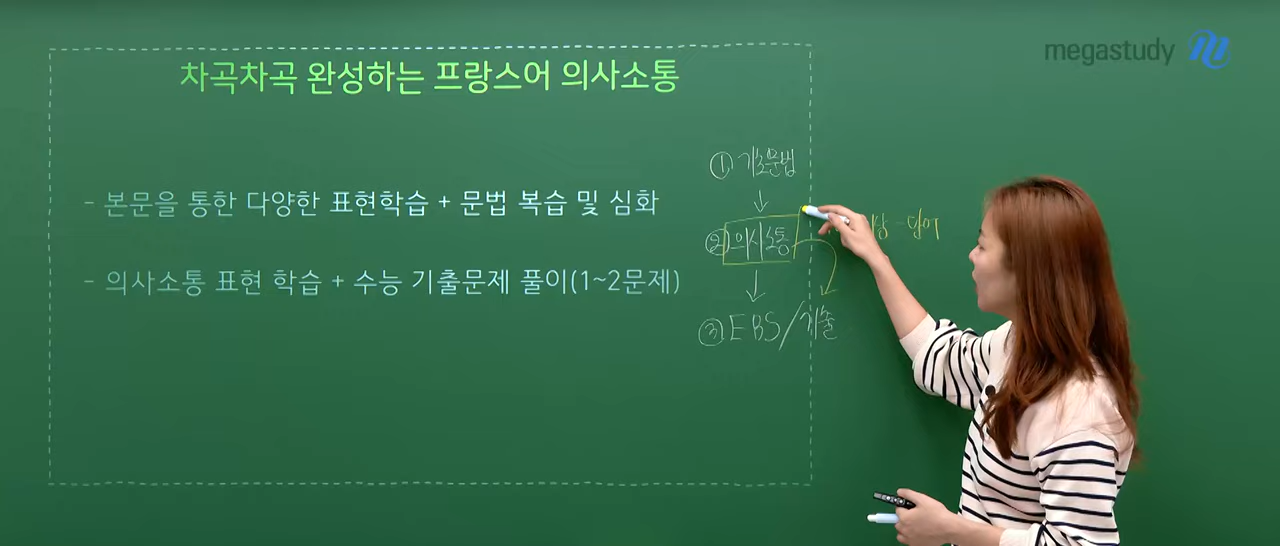 megastudy
차곡차곡 완성하는 프랑스어 의사소통
- 본문을 통한 다양한 표현학습 + 문법 복습 및 심화
- 의사소통 표현 학습 + 수능 기출문제 풀이(1~2문제)
① 기초문법
↓
② 의사소통
↓
③ EBS/기출